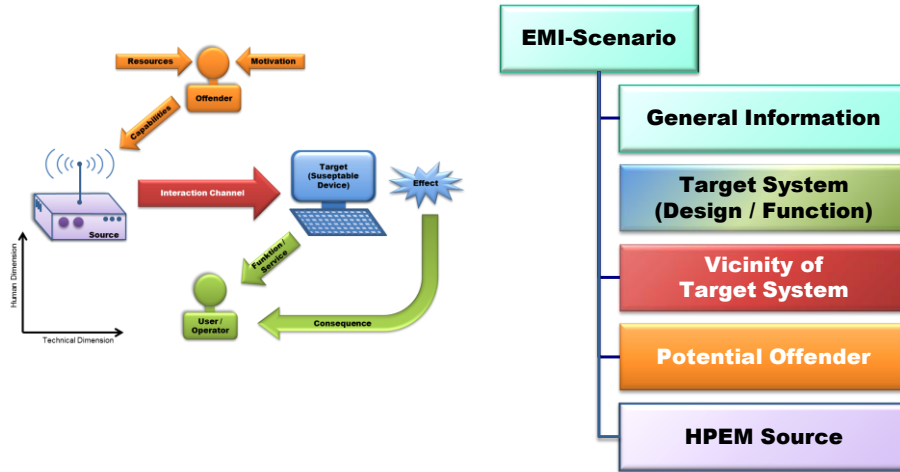 Resources
Motivation
Offender
Capabilities
Source
Interaction Channel
Target
(Suseptable
Device)
Effect
Funktion /
Service
User /
Operator
Consequence
Human Dimension
Technical Dimension
EMI-Scenario
General Information
Target System
(Design / Function)
Vicinity of
Target System
Potential Offender
HPEM Source